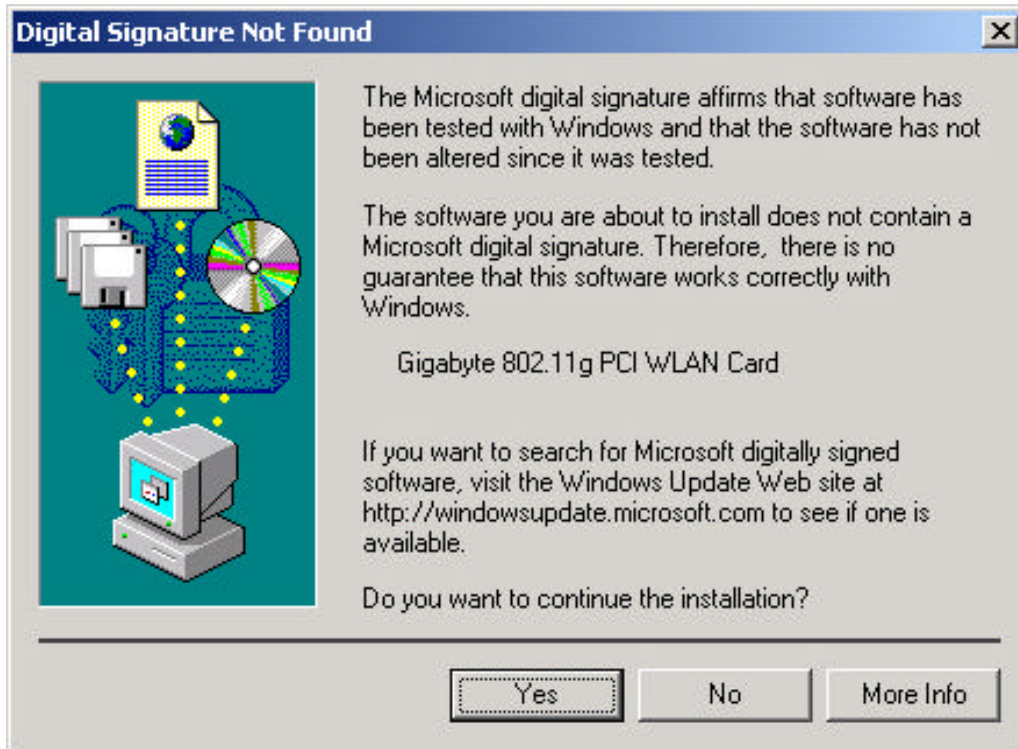 Digital Signature Not Found
The Microsoft digital signature affirms that software has
been tested with Windows and that the software has not
been altered since it was tested.
The software you are about to install does not contain a
Microsoft digital signature. Therefore, there is no
guarantee that this software works correctly with
Windows.
Gigabyte 802.11g PCI WLAN Card
If you want to search for Microsoft digitally signed
software, visit the Windows Update Web site at
http://windowsupdate.microsoft.com to see if one is
available.
Do you want to continue the installation?
Yes No More Info